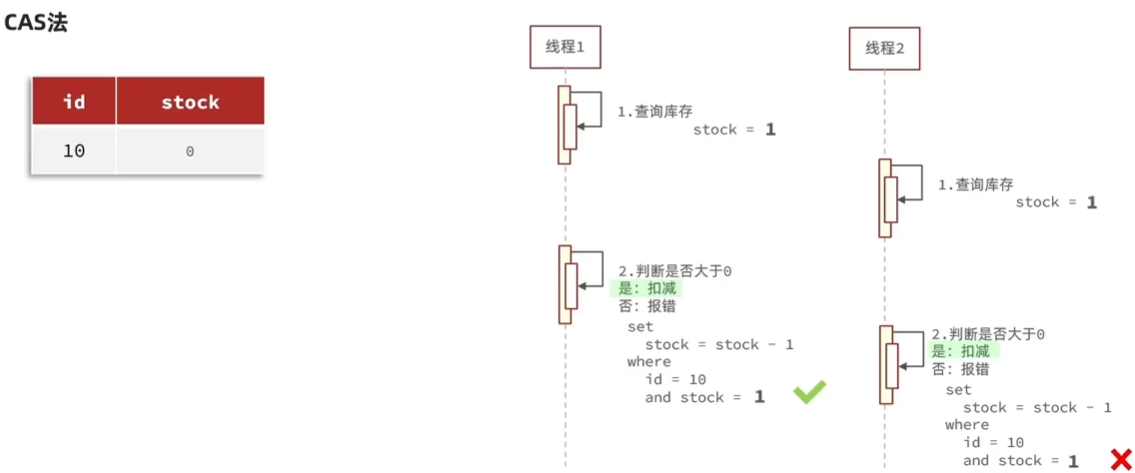 CAS法
id stock
10 0
线程1
1.查询库存
stock = 1
2.判断是否大于0
是: 扣减
否: 报错
set
stock = stock - 1
where
id = 10
and stock = 1
线程2
1.查询库存
stock = 1
2.判断是否大于0
是: 扣减
否: 报错
set
stock = stock - 1
where
id = 10
and stock = 1